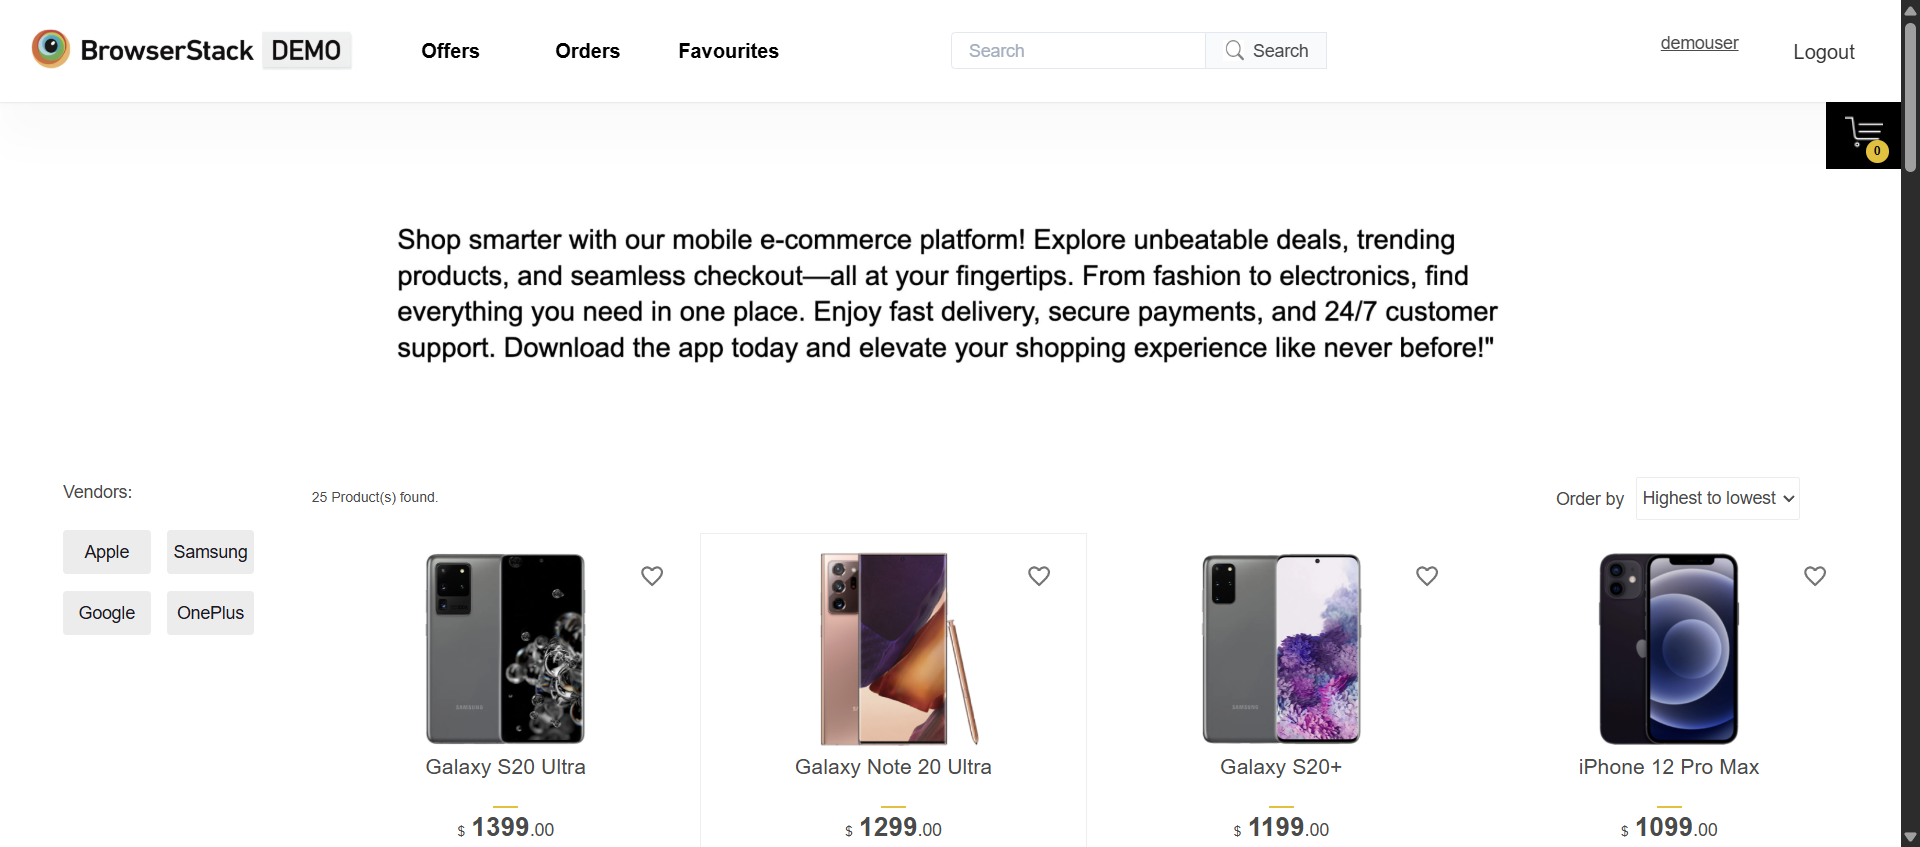 BrowserStack DEMO
Offers
Orders
Favourites
Search
Search
demouser
Logout
0
Shop smarter with our mobile e-commerce platform! Explore unbeatable deals, trending
products, and seamless checkout—all at your fingertips. From fashion to electronics, find
everything you need in one place. Enjoy fast delivery, secure payments, and 24/7 customer
support. Download the app today and elevate your shopping experience like never before!"
Vendors:
25 Product(s) found.
Order by
Highest to lowest
Apple
Samsung
Google
OnePlus
SAMSUNG
SAMSUNG
Galaxy S20 Ultra
Galaxy Note 20 Ultra
Galaxy S20+
iPhone 12 Pro Max
$ 1399.00
$ 1299.00
$ 1199.00
$ 1099.00